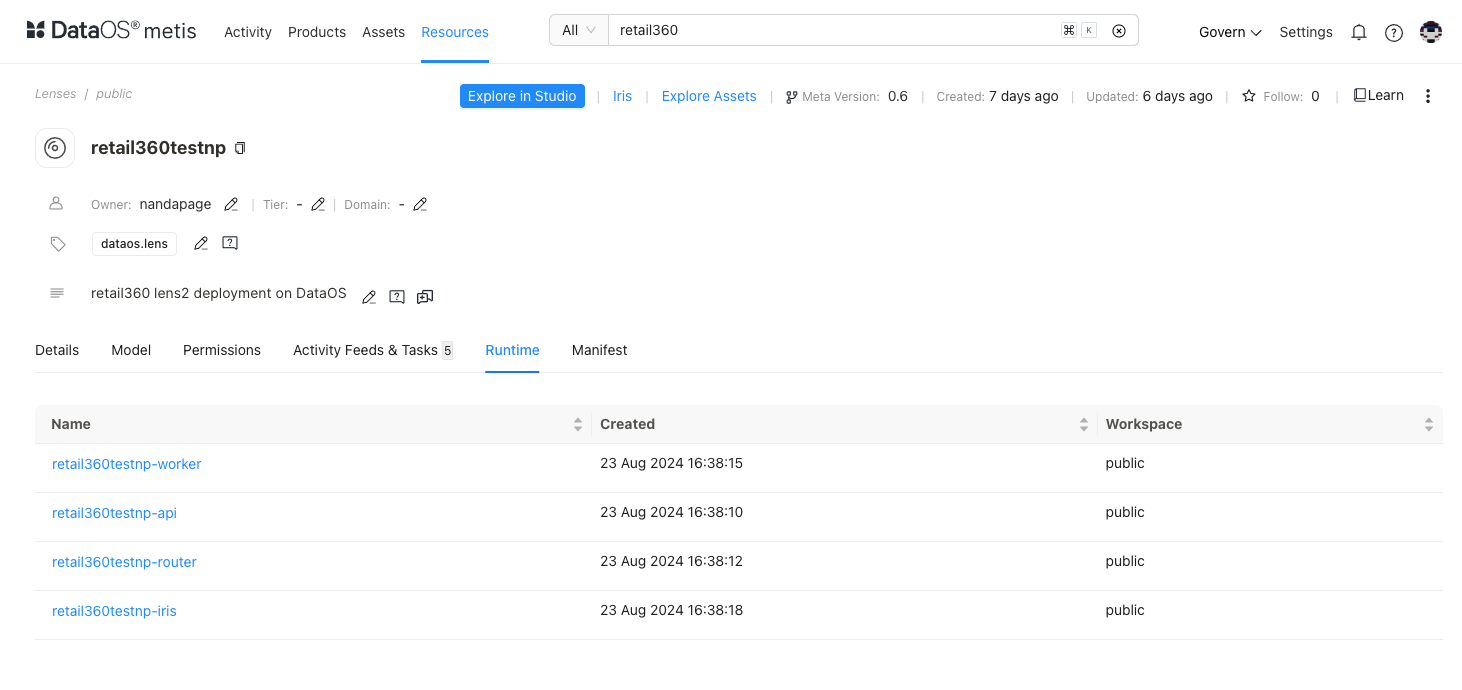 DataOS® metis Activity Products Assets Resources All retail360 ⌘ K Govern Settings
Lenses / public Explore in Studio | Iris | Explore Assets | Meta Version: 0.6 | Created: 7 days ago | Updated: 6 days ago | Follow: 0 | Learn
retail360testnp
Owner: nandapage | Tier: - | Domain: -
dataos.lens
retail360 lens2 deployment on DataOS
Details Model Permissions Activity Feeds & Tasks 5 Runtime Manifest
Name Created Workspace
retail360testnp-worker 23 Aug 2024 16:38:15 public
retail360testnp-api 23 Aug 2024 16:38:10 public
retail360testnp-router 23 Aug 2024 16:38:12 public
retail360testnp-iris 23 Aug 2024 16:38:18 public